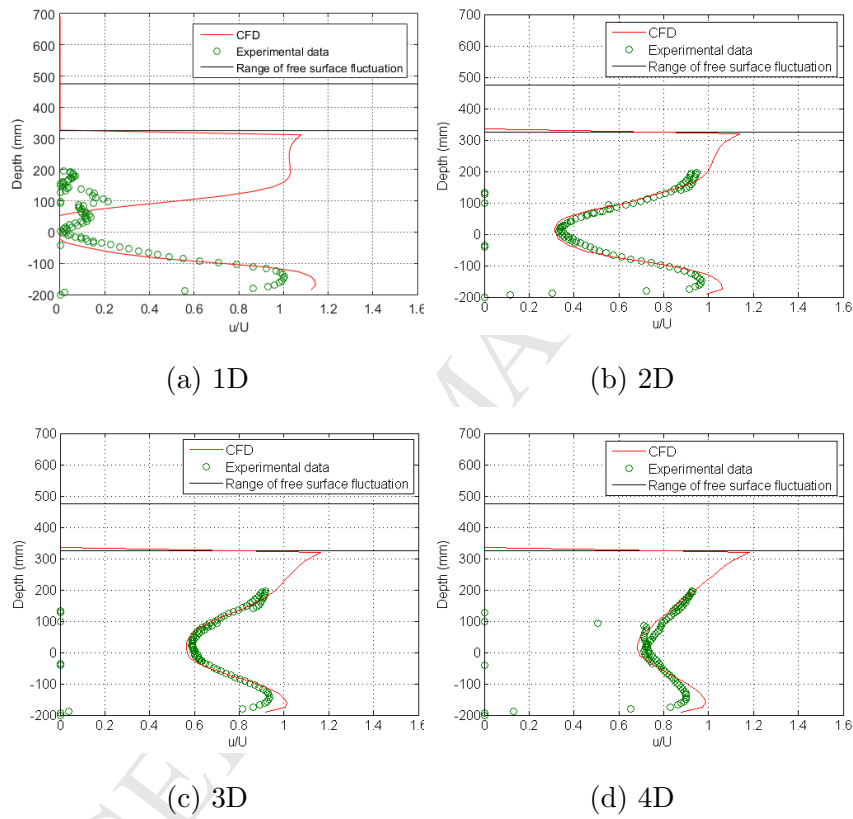 700
600
500
400
300
200
100
0
-100
-200
Depth (mm)
0 0.2 0.4 0.6 0.8 1 1.2 1.4 1.6
u/U
CFD
Experimental data
Range of free surface fluctuation
(a) 1D
700
600
500
400
300
200
100
0
-100
-200
Depth (mm)
0 0.2 0.4 0.6 0.8 1 1.2 1.4 1.6
u/U
CFD
Experimental data
Range of free surface fluctuation
(b) 2D
700
600
500
400
300
200
100
0
-100
-200
Depth (mm)
0 0.2 0.4 0.6 0.8 1 1.2 1.4 1.6
u/U
CFD
Experimental data
Range of free surface fluctuation
(c) 3D
700
600
500
400
300
200
100
0
-100
-200
Depth (mm)
0 0.2 0.4 0.6 0.8 1 1.2 1.4 1.6
u/U
CFD
Experimental data
Range of free surface fluctuation
(d) 4D